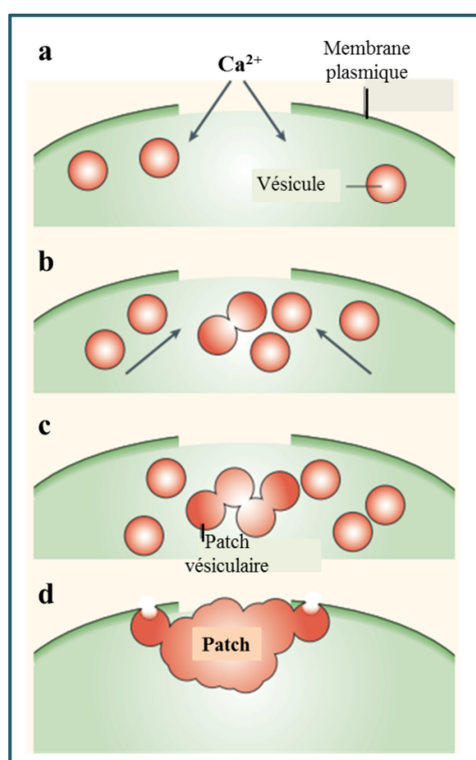 a
Ca²⁺
Membrane
plasmique
Vésicule
b
c
Patch
vésiculaire
d
Patch